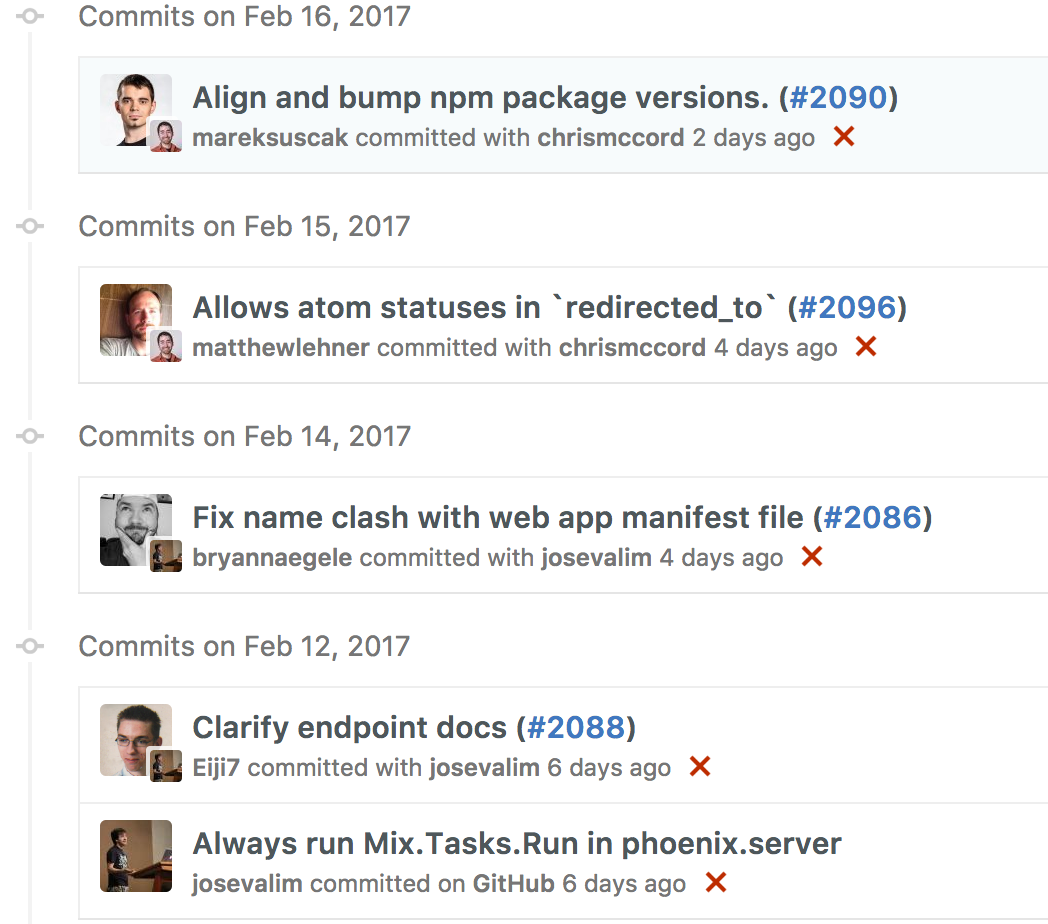 Commits on Feb 16, 2017
Align and bump npm package versions. (#2090)
mareksuscak committed with chrismccord 2 days ago
Commits on Feb 15, 2017
Allows atom statuses in `redirected_to` (#2096)
matthewlehner committed with chrismccord 4 days ago
Commits on Feb 14, 2017
Fix name clash with web app manifest file (#2086)
bryannaegele committed with josevalim 4 days ago
Commits on Feb 12, 2017
Clarify endpoint docs (#2088)
Eiji7 committed with josevalim 6 days ago
Always run Mix.Tasks.Run in phoenix.server
josevalim committed on GitHub 6 days ago